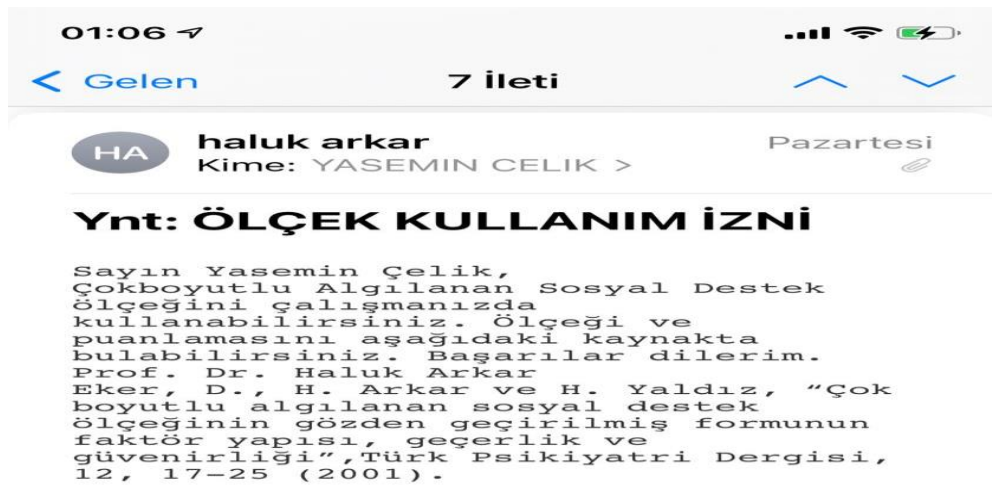 01:06
Gelen
7 İleti
HA
haluk arkar
Pazartesi
Kime: YASEMIN CELIK >
Ynt: ÖLÇEK KULLANIM İZNİ
Sayın Yasemin Çelik,
Çokboyutlu Algılanan Sosyal Destek
ölçeğini çalışmanızda
kullanabilirsiniz. Ölçeği ve
puanlamasını aşağıdaki kaynakta
bulabilirsiniz. Başarılar dilerim.
Prof. Dr. Haluk Arkar
Eker, D., H. Arkar ve H. Yaldız, “Çok
boyutlu algılanan sosyal destek
ölçeğinin gözden geçirilmiş formunun
faktör yapısı, geçerlik ve
güvenirliği”,Türk Psikiyatri Dergisi,
12, 17–25 (2001).